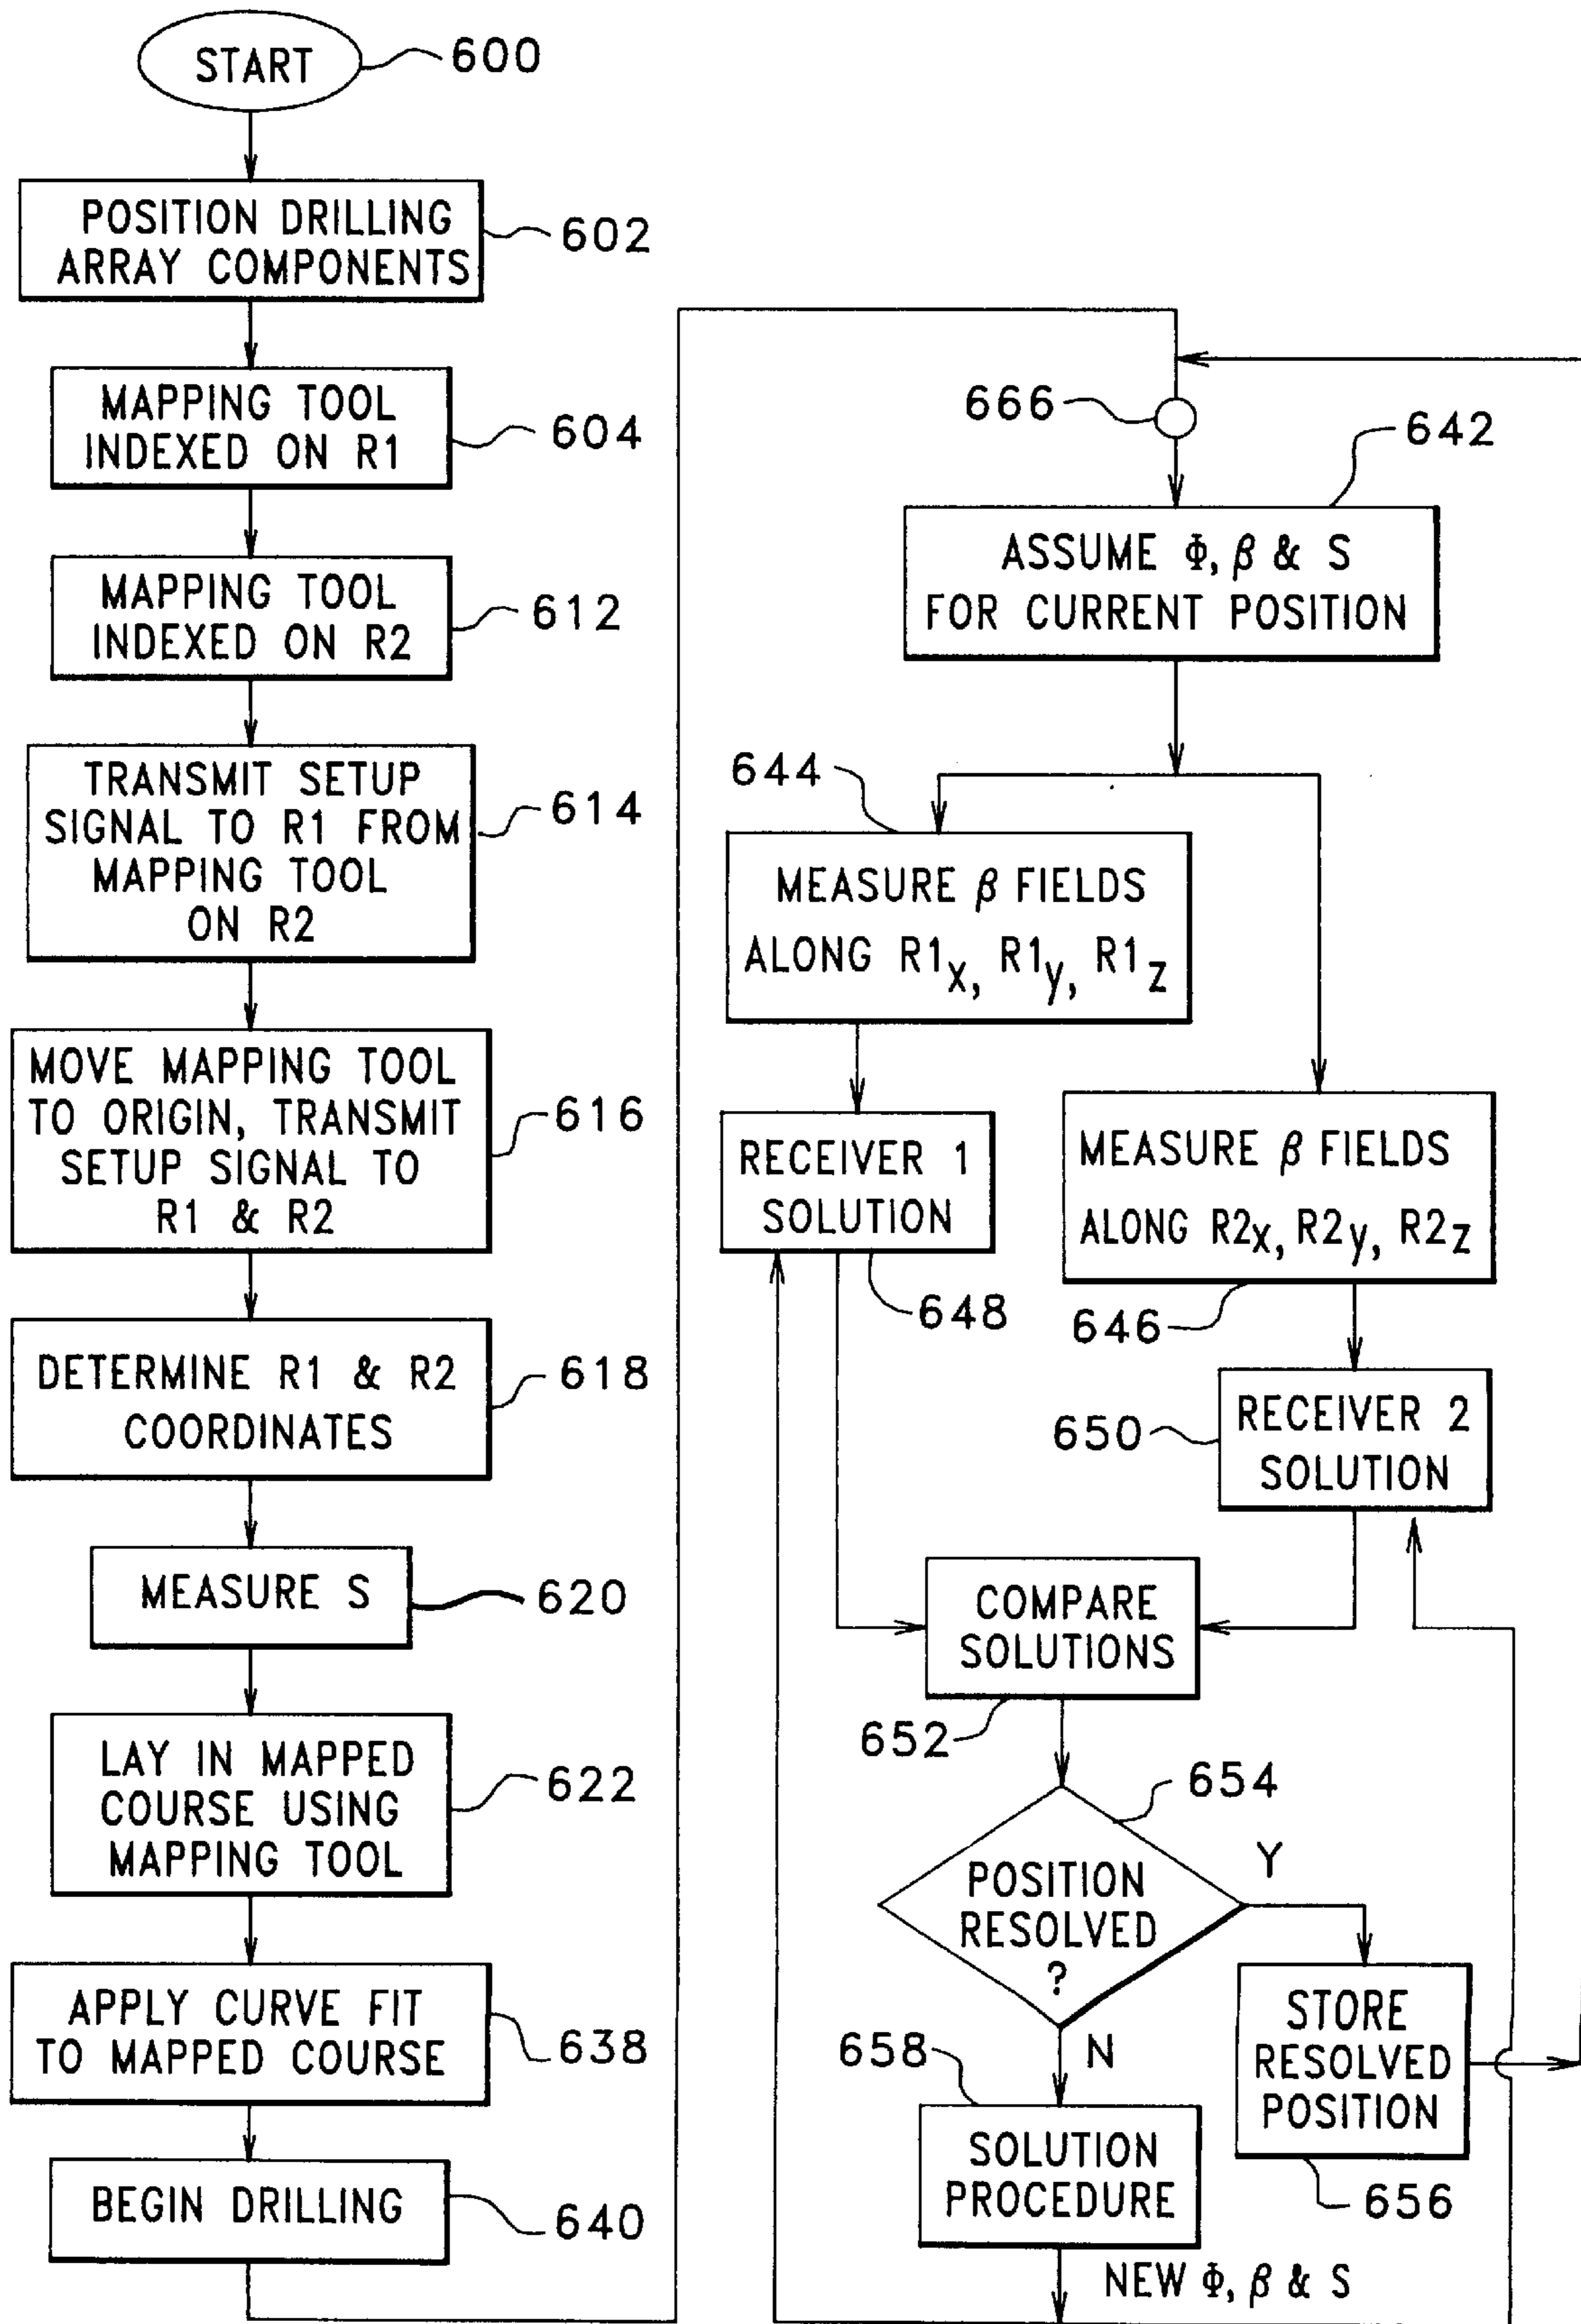 START
600
POSITION DRILLING
ARRAY COMPONENTS
602
MAPPING TOOL
INDEXED ON R1
604
MAPPING TOOL
INDEXED ON R2
612
TRANSMIT SETUP
SIGNAL TO R1 FROM
MAPPING TOOL
ON R2
614
MOVE MAPPING TOOL
TO ORIGIN, TRANSMIT
SETUP SIGNAL TO
R1 & R2
616
DETERMINE R1 & R2
COORDINATES
618
MEASURE S
620
LAY IN MAPPED
COURSE USING
MAPPING TOOL
622
APPLY CURVE FIT
TO MAPPED COURSE
638
BEGIN DRILLING
640
666
642
ASSUME Φ, β & S
FOR CURRENT POSITION
644
MEASURE β FIELDS
ALONG R1x, R1y, R1z
RECEIVER 1
SOLUTION
648
MEASURE β FIELDS
ALONG R2x, R2y, R2z
646
650
RECEIVER 2
SOLUTION
COMPARE
SOLUTIONS
652
654
POSITION
RESOLVED
?
Y
N
STORE
RESOLVED
POSITION
656
658
SOLUTION
PROCEDURE
NEW Φ, β & S